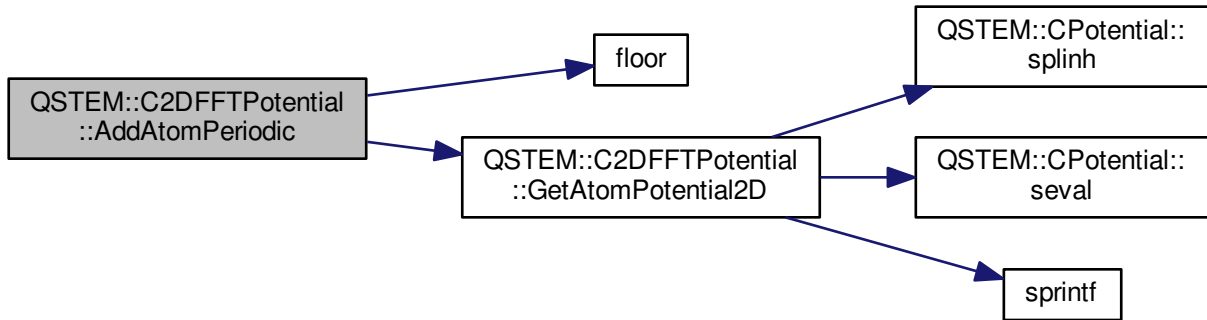 QSTEM::C2DFFTPotential
::AddAtomPeriodic
floor
QSTEM::C2DFFTPotential
::GetAtomPotential2D
QSTEM::CPotential::
splinh
QSTEM::CPotential::
seval
sprintf